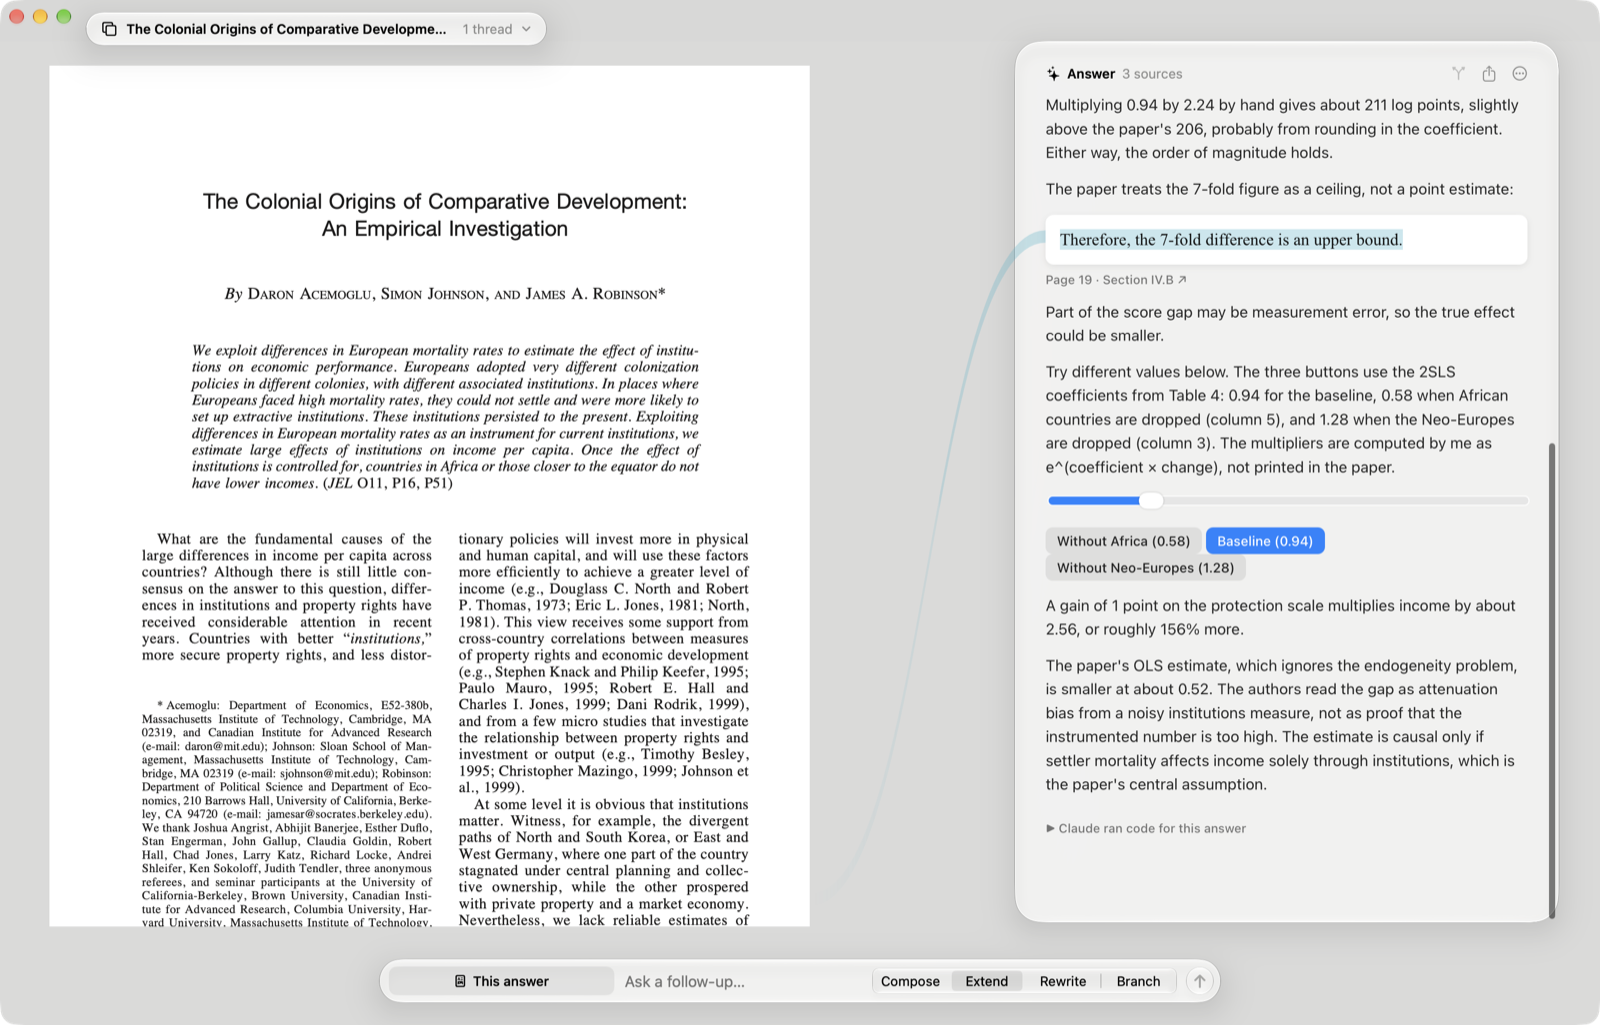 The Colonial Origins of Comparative Developme... 1 thread
The Colonial Origins of Comparative Development:
An Empirical Investigation
By DARON ACEMOGLU, SIMON JOHNSON, AND JAMES A. ROBINSON*
We exploit differences in European mortality rates to estimate the effect of institu-
tions on economic performance. Europeans adopted very different colonization
policies in different colonies, with different associated institutions. In places where
Europeans faced high mortality rates, they could not settle and were more likely to
set up extractive institutions. These institutions persisted to the present. Exploiting
differences in European mortality rates as an instrument for current institutions, we
estimate large effects of institutions on income per capita. Once the effect of
institutions is controlled for, countries in Africa or those closer to the equator do not
have lower incomes. (JEL O11, P16, P51)
What are the fundamental causes of the
large differences in income per capita across
countries? Although there is still little con-
sensus on the answer to this question, differ-
ences in institutions and property rights have
received considerable attention in recent
years. Countries with better “institutions,”
more secure property rights, and less distor-
* Acemoglu: Department of Economics, E52-380b,
Massachusetts Institute of Technology, Cambridge, MA
02319, and Canadian Institute for Advanced Research
(e-mail: daron@mit.edu); Johnson: Sloan School of Man-
agement, Massachusetts Institute of Technology, Cam-
bridge, MA 02319 (e-mail: sjohnson@mit.edu); Robinson:
Department of Political Science and Department of Eco-
nomics, 210 Barrows Hall, University of California, Berke-
ley, CA 94720 (e-mail: jamesar@socrates.berkeley.edu).
We thank Joshua Angrist, Abhijit Banerjee, Esther Duflo,
Stan Engerman, John Gallup, Claudia Goldin, Robert
Hall, Chad Jones, Larry Katz, Richard Locke, Andrei
Shleifer, Ken Sokoloff, Judith Tendler, three anonymous
referees, and seminar participants at the University of
California-Berkeley, Brown University, Canadian Insti-
tute for Advanced Research, Columbia University, Har-
vard University, Massachusetts Institute of Technology,
tionary policies will invest more in physical
and human capital, and will use these factors
more efficiently to achieve a greater level of
income (e.g., Douglass C. North and Robert
P. Thomas, 1973; Eric L. Jones, 1981; North,
1981). This view receives some support from
cross-country correlations between measures
of property rights and economic development
(e.g., Stephen Knack and Philip Keefer, 1995;
Paulo Mauro, 1995; Robert E. Hall and
Charles I. Jones, 1999; Dani Rodrik, 1999),
and from a few micro studies that investigate
the relationship between property rights and
investment or output (e.g., Timothy Besley,
1995; Christopher Mazingo, 1999; Johnson et
al., 1999).
At some level it is obvious that institutions
matter. Witness, for example, the divergent
paths of North and South Korea, or East and
West Germany, where one part of the country
stagnated under central planning and collec-
tive ownership, while the other prospered
with private property and a market economy.
Nevertheless, we lack reliable estimates of
Answer 3 sources
Multiplying 0.94 by 2.24 by hand gives about 211 log points, slightly
above the paper's 206, probably from rounding in the coefficient.
Either way, the order of magnitude holds.
The paper treats the 7-fold figure as a ceiling, not a point estimate:
Therefore, the 7-fold difference is an upper bound.
Page 19 · Section IV.B ↗
Part of the score gap may be measurement error, so the true effect
could be smaller.
Try different values below. The three buttons use the 2SLS
coefficients from Table 4: 0.94 for the baseline, 0.58 when African
countries are dropped (column 5), and 1.28 when the Neo-Europes
are dropped (column 3). The multipliers are computed by me as
e^(coefficient × change), not printed in the paper.
Without Africa (0.58) Baseline (0.94)
Without Neo-Europes (1.28)
A gain of 1 point on the protection scale multiplies income by about
2.56, or roughly 156% more.
The paper's OLS estimate, which ignores the endogeneity problem,
is smaller at about 0.52. The authors read the gap as attenuation
bias from a noisy institutions measure, not as proof that the
instrumented number is too high. The estimate is causal only if
settler mortality affects income solely through institutions, which is
the paper's central assumption.
▶ Claude ran code for this answer
This answer Ask a follow-up... Compose Extend Rewrite Branch